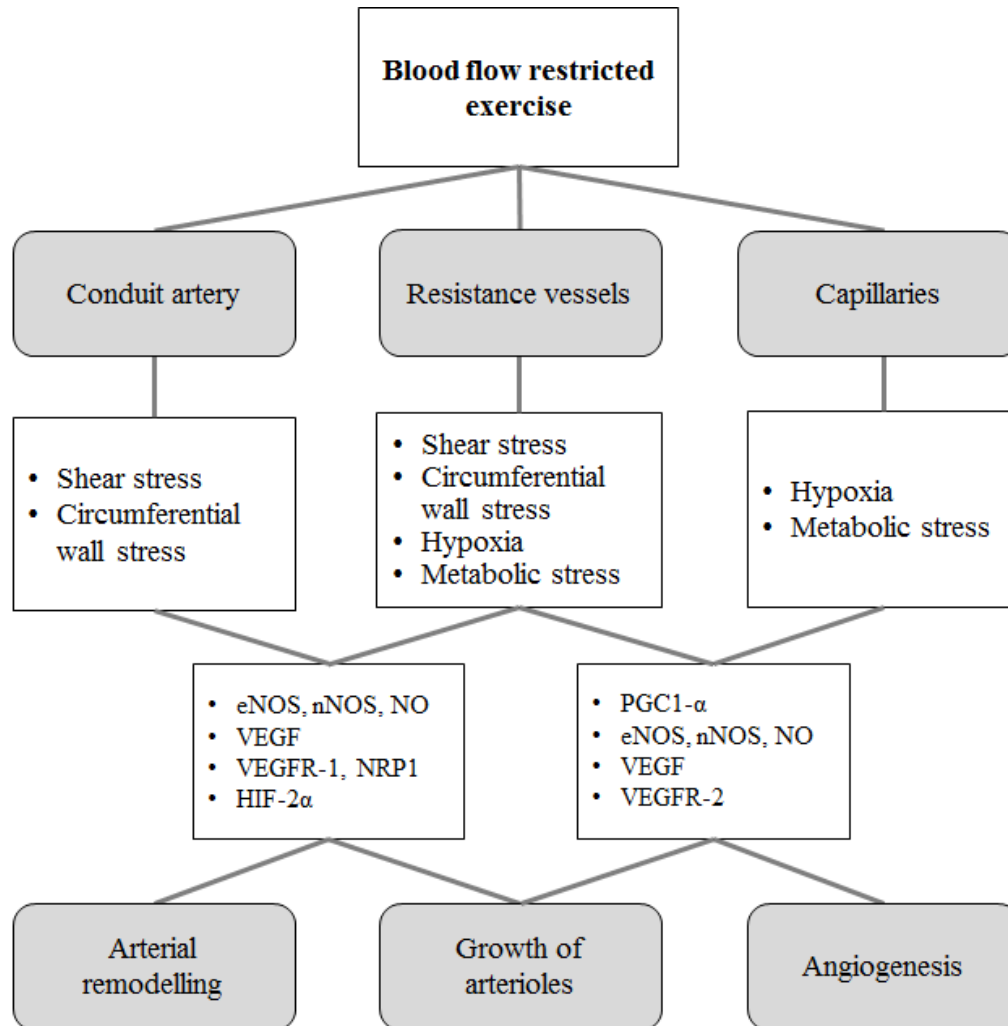 Blood flow restricted
exercise
Conduit artery
Resistance vessels
Capillaries
• Shear stress
• Circumferential
wall stress
• Shear stress
• Circumferential
wall stress
• Hypoxia
• Metabolic stress
• Hypoxia
• Metabolic stress
• eNOS, nNOS, NO
• VEGF
• VEGFR-1, NRP1
• HIF-2α
• PGC1-α
• eNOS, nNOS, NO
• VEGF
• VEGFR-2
Arterial
remodelling
Growth of
arterioles
Angiogenesis